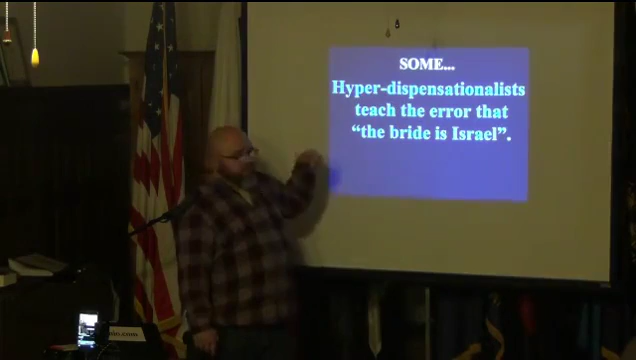 SOME...
Hyper-dispensationalists
teach the error that
“the bride is Israel”.